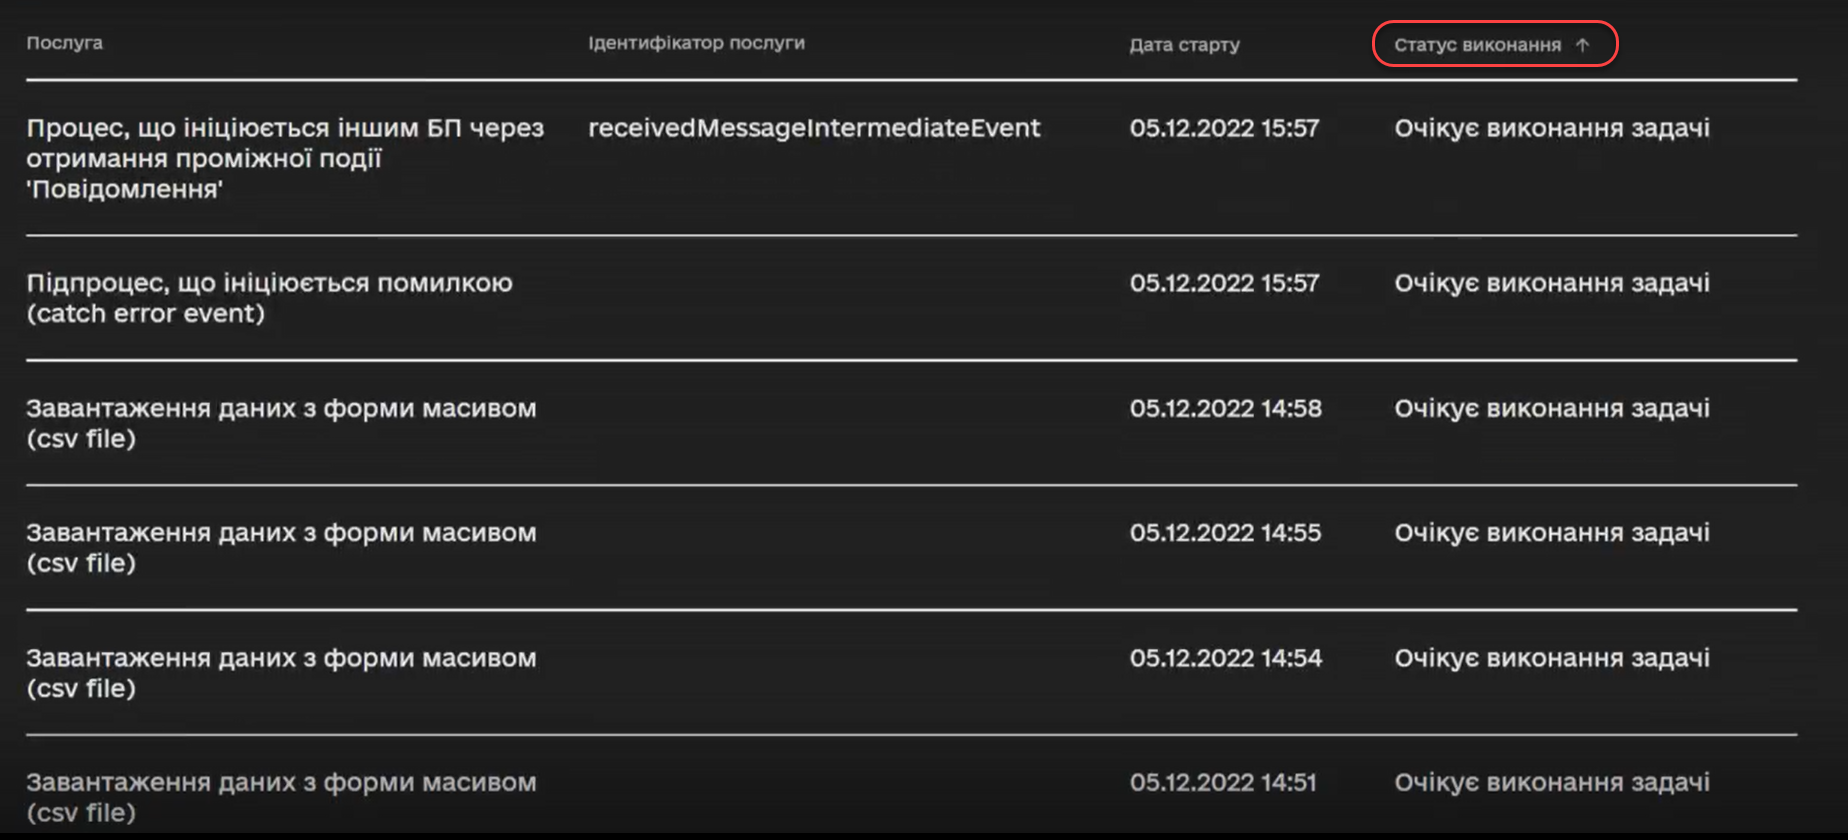 Послуга Ідентифікатор послуги Дата старту Статус виконання ↑
Процес, що ініціюється іншим БП через receivedMessageIntermediateEvent 05.12.2022 15:57 Очікує виконання задачі
отримання проміжної події
'Повідомлення'
Підпроцес, що ініціюється помилкою 05.12.2022 15:57 Очікує виконання задачі
(catch error event)
Завантаження даних з форми масивом 05.12.2022 14:58 Очікує виконання задачі
(csv file)
Завантаження даних з форми масивом 05.12.2022 14:55 Очікує виконання задачі
(csv file)
Завантаження даних з форми масивом 05.12.2022 14:54 Очікує виконання задачі
(csv file)
Завантаження даних з форми масивом 05.12.2022 14:51 Очікує виконання задачі
(csv file)